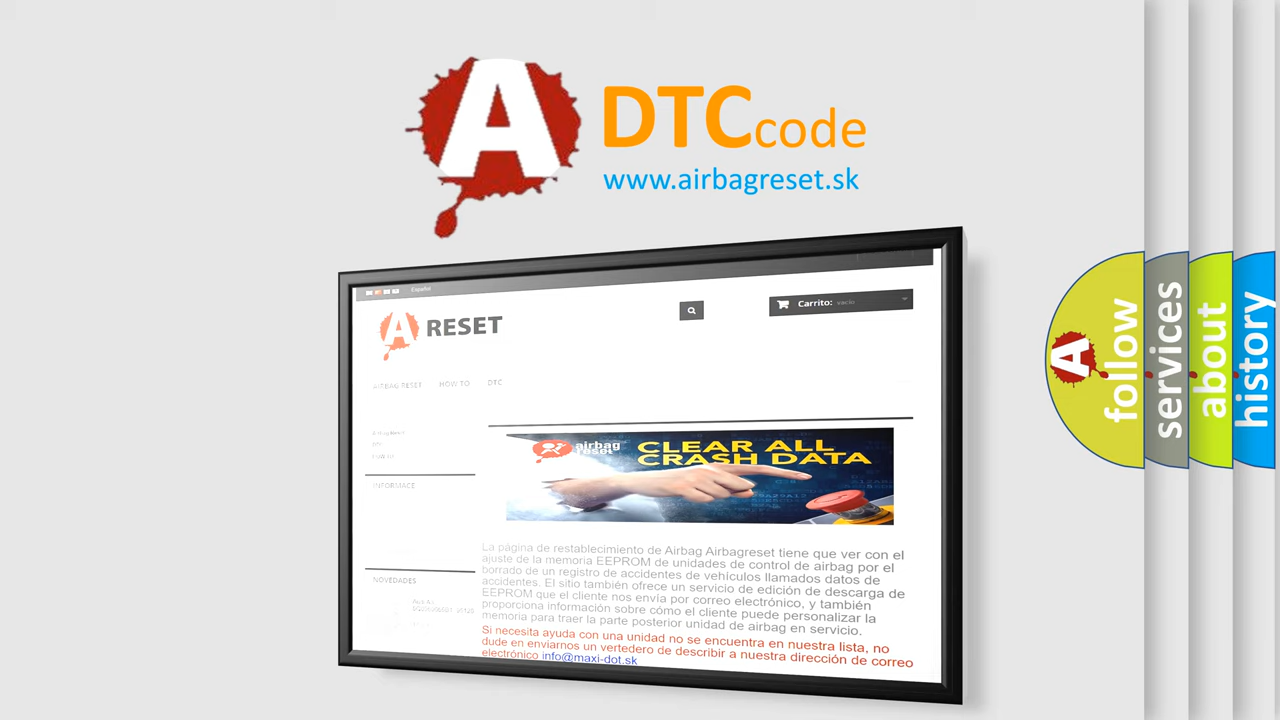 A
DTCcode
www.airbagreset.sk
Español
Carrito: vacío
A RESET
AIRBAG RESET HOW TO DTC
INFORMACE
NOVEDADES
airbag
reset
CLEAR ALL
CRASH DATA
La página de restablecimiento de Airbag Airbagreset tiene que ver con el
ajuste de la memoria EEPROM de unidades de control de airbag por el
borrado de un registro de accidentes de vehículos llamados datos de
accidentes. El sitio también ofrece un servicio de edición de descarga de
EEPROM que el cliente nos envía por correo electrónico, y también
proporciona información sobre cómo el cliente puede personalizar la
memoria para traer la parte posterior unidad de airbag en servicio.
Si necesita ayuda con una unidad no se encuentra en nuestra lista, no
dude en enviarnos un vertedero de describir a nuestra dirección de correo
electrónico info@maxi-dot.sk
A
follow
services
about
history